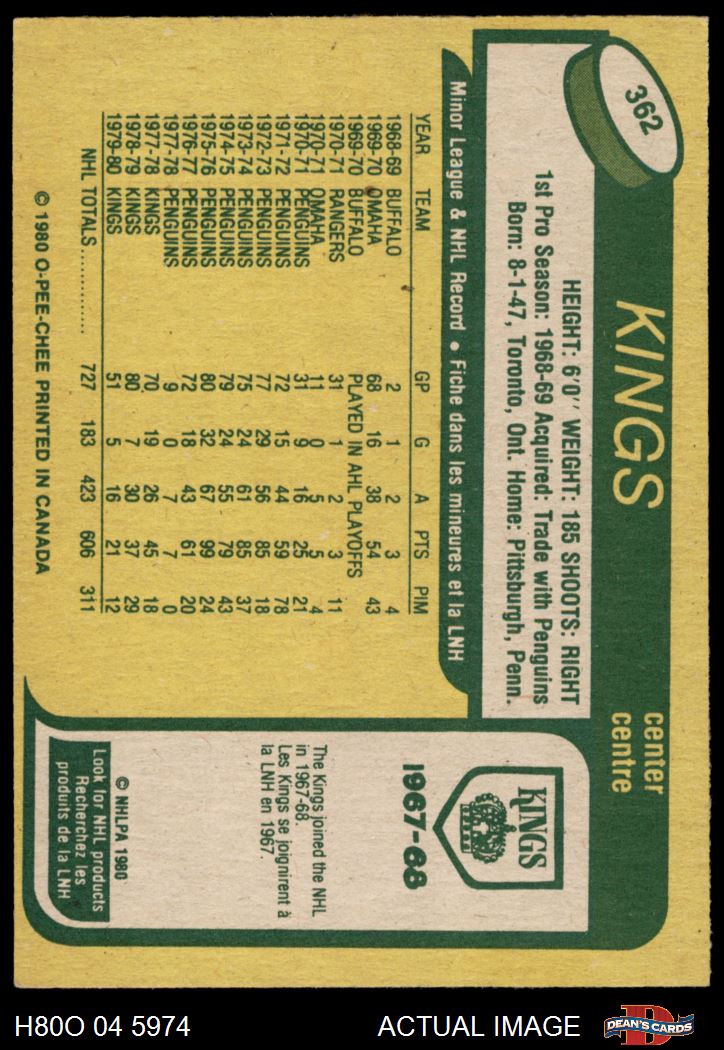 362
KINGS
center
centre
HEIGHT: 6'0'' WEIGHT: 185 SHOOTS: RIGHT
1st Pro Season: 1968-69 Acquired: Trade with Penguins
Born: 8-1-47, Toronto, Ont. Home: Pittsburgh, Penn.
Minor League & NHL Record • Fiche dans les mineures et la LNH
YEAR TEAM GP G A PTS PIM
1968-69 BUFFALO 2 1 2 3 4
1969-70 OMAHA 68 16 38 54 43
1969-70 BUFFALO PLAYED IN AHL PLAYOFFS
1970-71 RANGERS 31 1 2 3 11
1970-71 OMAHA 11 0 5 5 4
1970-71 PENGUINS 31 9 16 25 21
1971-72 PENGUINS 72 15 44 59 78
1972-73 PENGUINS 77 29 56 85 18
1973-74 PENGUINS 75 24 61 85 37
1974-75 PENGUINS 79 24 55 79 43
1975-76 PENGUINS 80 32 67 99 24
1976-77 PENGUINS 72 18 43 61 20
1977-78 PENGUINS 9 0 7 7 0
1977-78 KINGS 70 19 26 45 18
1978-79 KINGS 80 7 30 37 29
1979-80 KINGS 51 5 16 21 12
NHL TOTALS.............. 727 183 423 606 311
© 1980 O-PEE-CHEE PRINTED IN CANADA
KINGS
1967-68
The Kings joined the NHL
in 1967-68.
Les Kings se joignirent à
la LNH en 1967.
© NHLPA 1980
Look for NHL products
Recherchez les
produits de la LNH
H80O 04 5974
ACTUAL IMAGE
D
DEAN'S CARDS